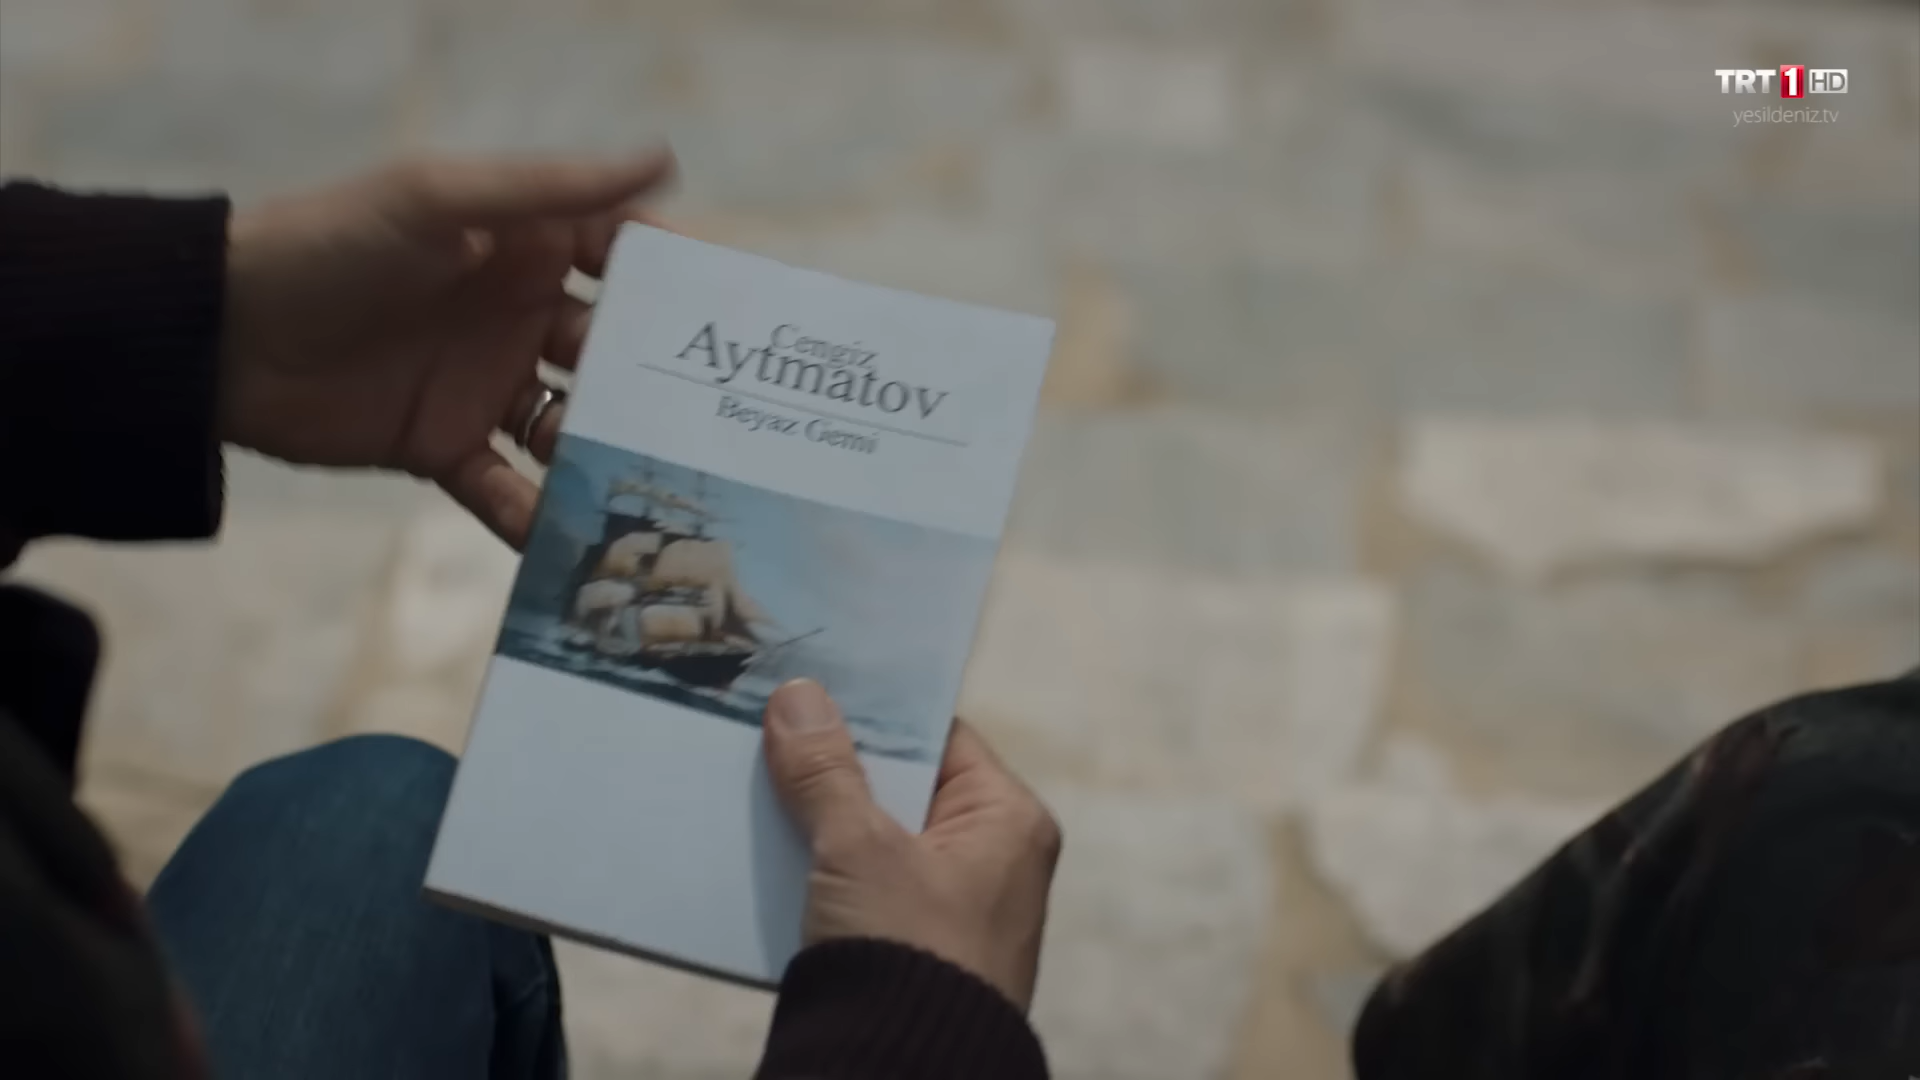 TRT 1 HD
yesildeniz.tv
Cengiz
Aytmatov
Beyaz Gemi